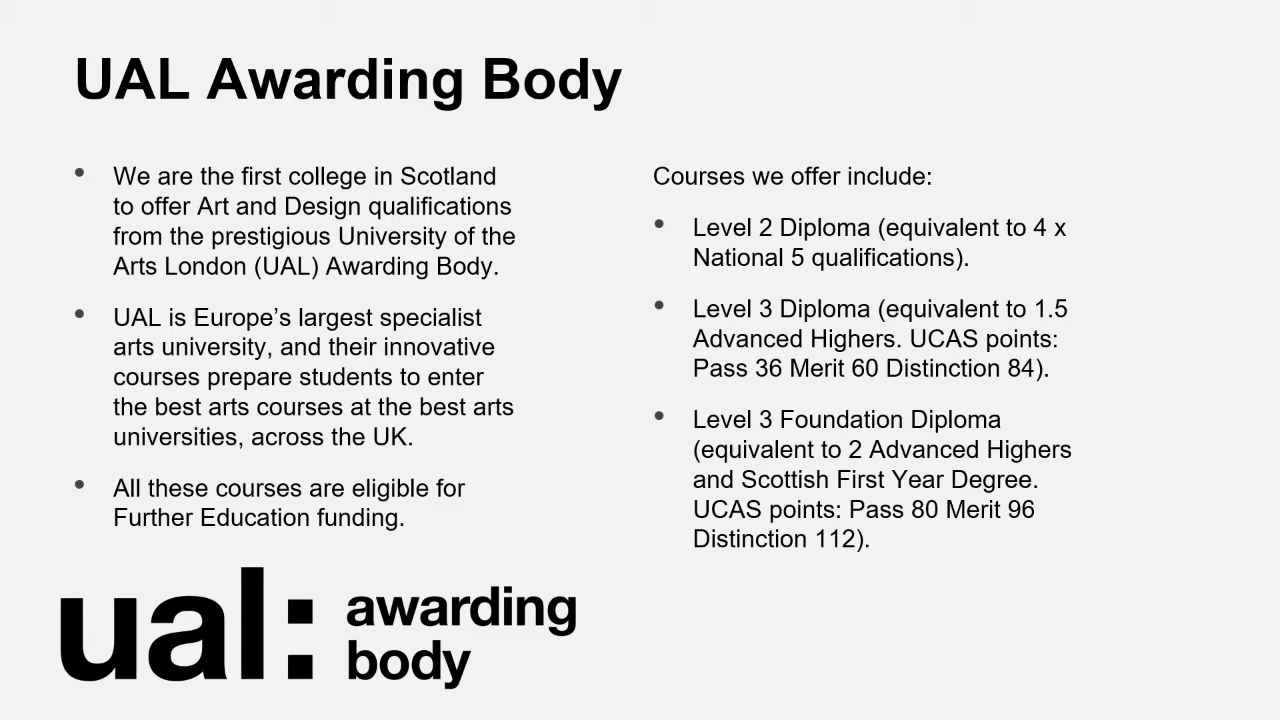 UAL Awarding Body
• We are the first college in Scotland
to offer Art and Design qualifications
from the prestigious University of the
Arts London (UAL) Awarding Body.
• UAL is Europe’s largest specialist
arts university, and their innovative
courses prepare students to enter
the best arts courses at the best arts
universities, across the UK.
• All these courses are eligible for
Further Education funding.
Courses we offer include:
• Level 2 Diploma (equivalent to 4 x
National 5 qualifications).
• Level 3 Diploma (equivalent to 1.5
Advanced Highers. UCAS points:
Pass 36 Merit 60 Distinction 84).
• Level 3 Foundation Diploma
(equivalent to 2 Advanced Highers
and Scottish First Year Degree.
UCAS points: Pass 80 Merit 96
Distinction 112).
ual:
awarding
body